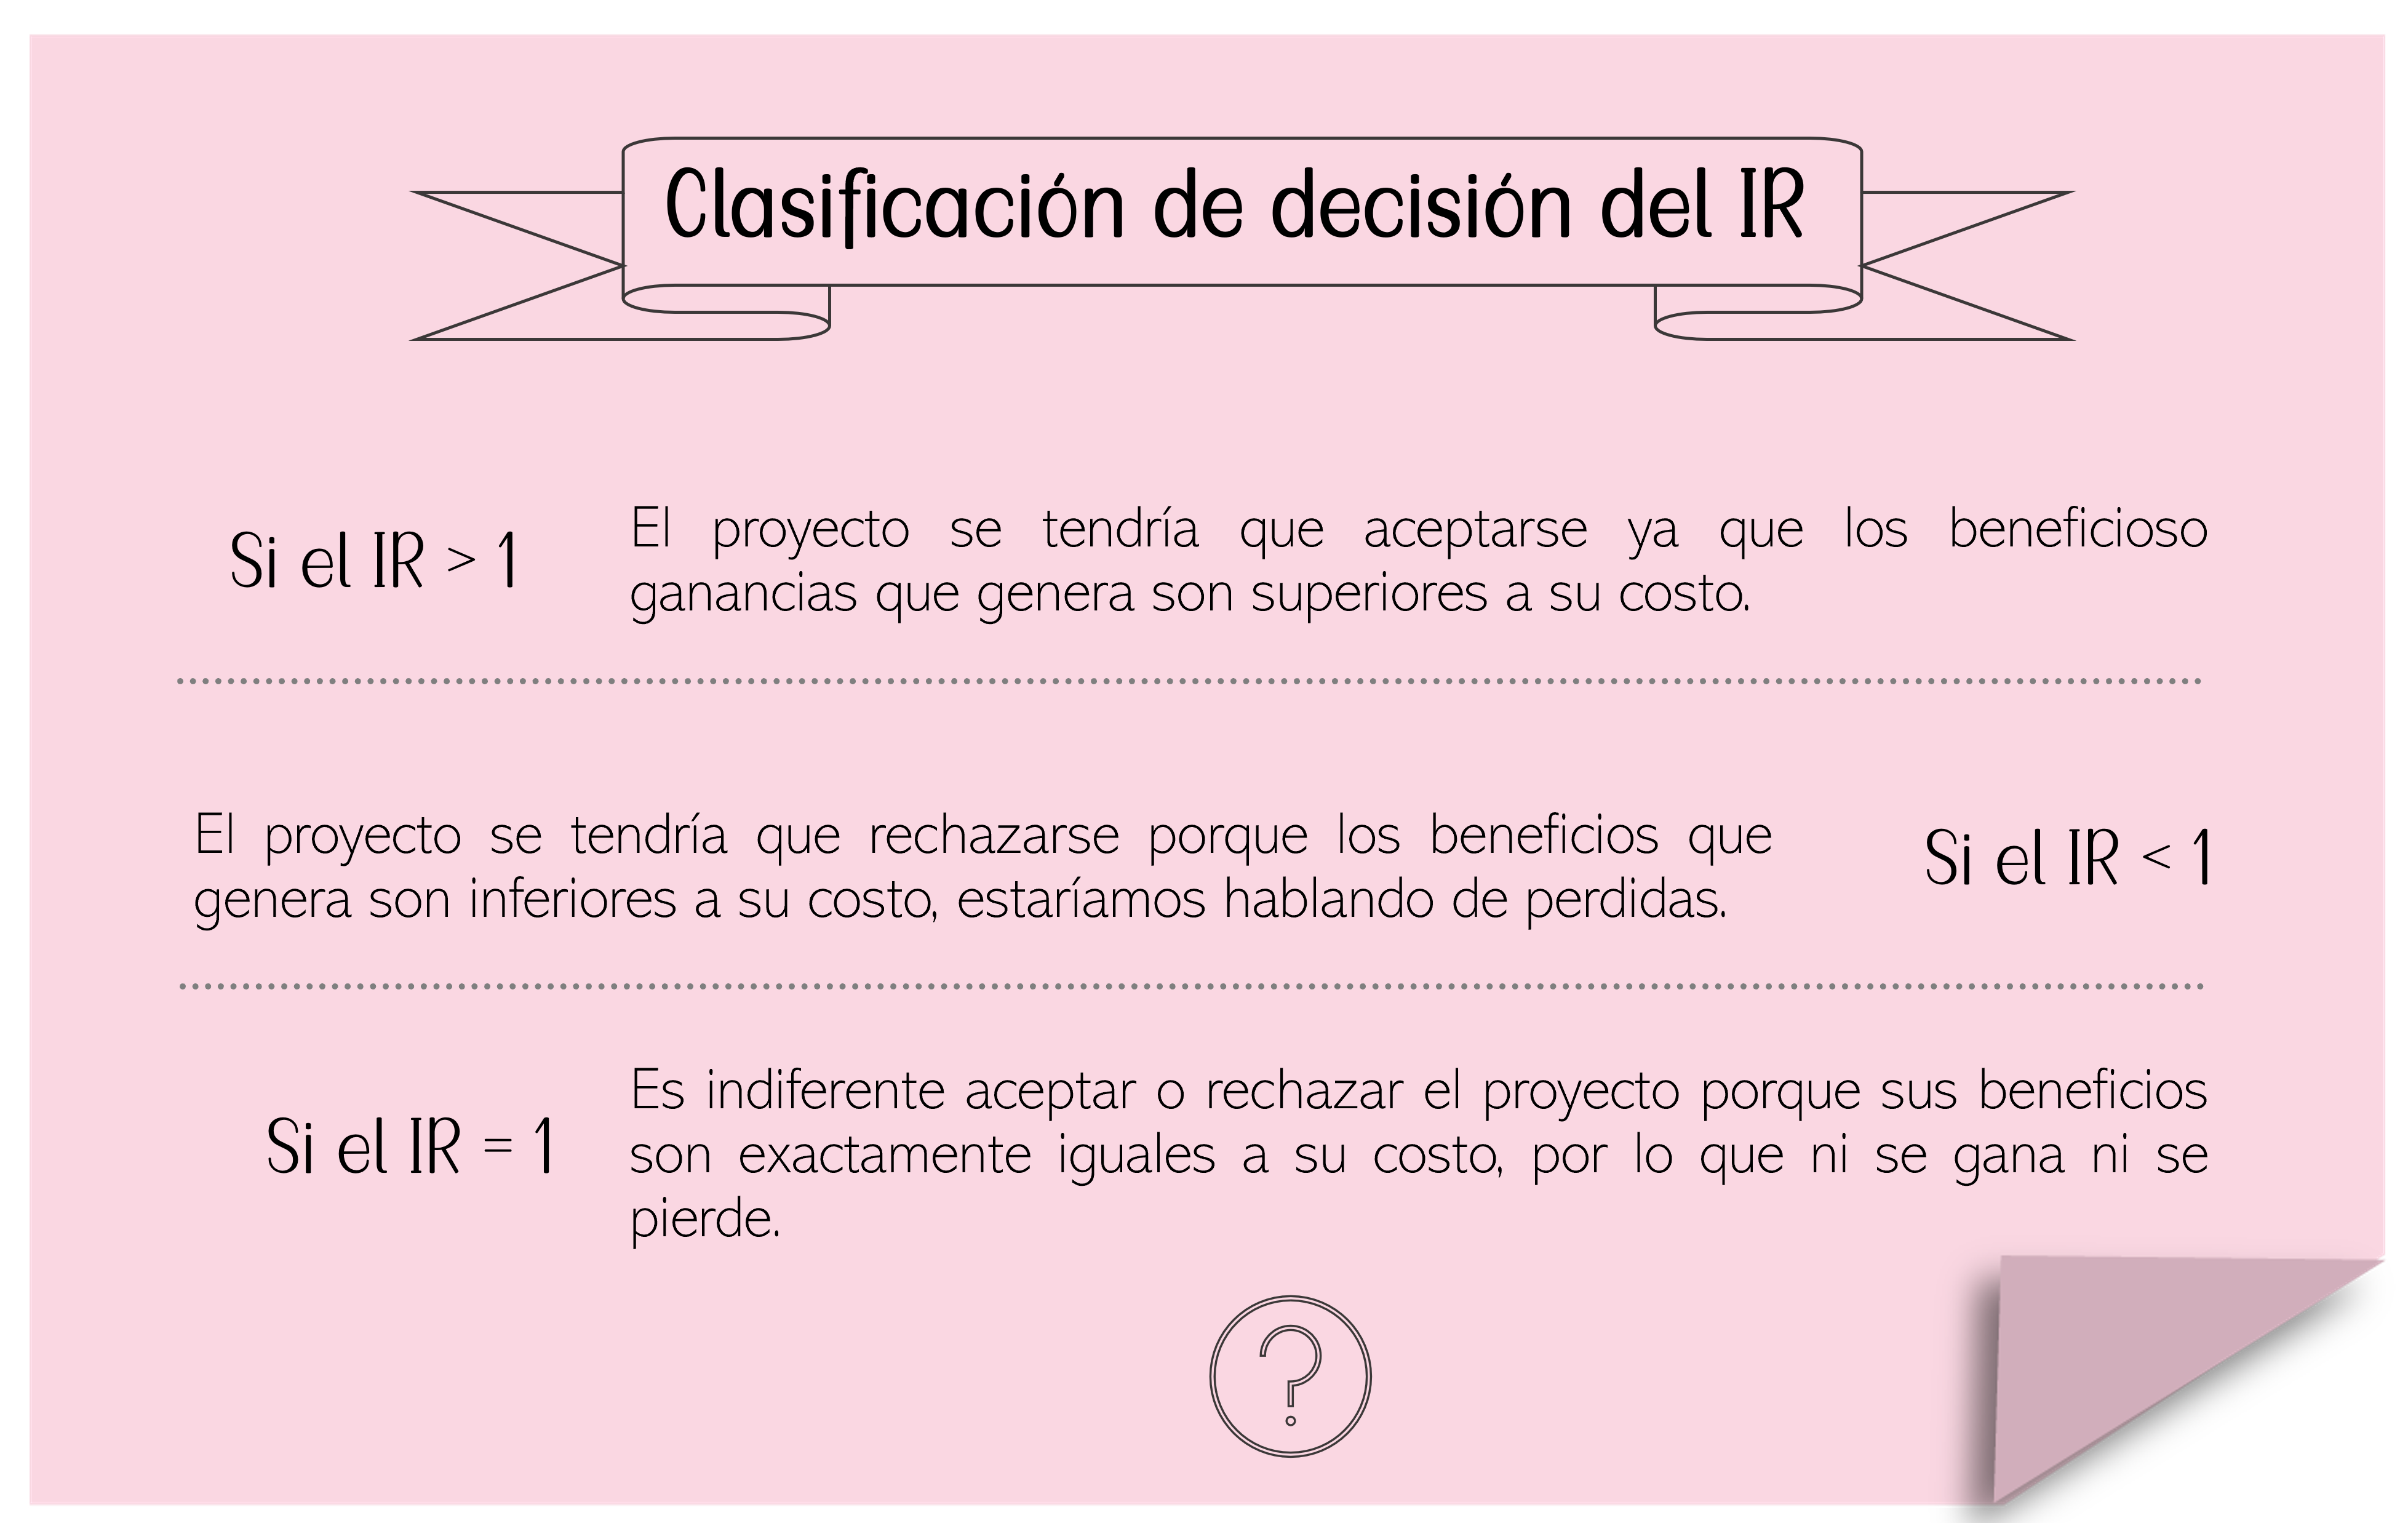 Clasificación de decisión del IR
Si el IR > 1
El proyecto se tendría que aceptarse ya que los beneficioso
ganancias que genera son superiores a su costo.
El proyecto se tendría que rechazarse porque los beneficios que
genera son inferiores a su costo, estaríamos hablando de perdidas.
Si el IR < 1
Si el IR = 1
Es indiferente aceptar o rechazar el proyecto porque sus beneficios
son exactamente iguales a su costo, por lo que ni se gana ni se
pierde.
?